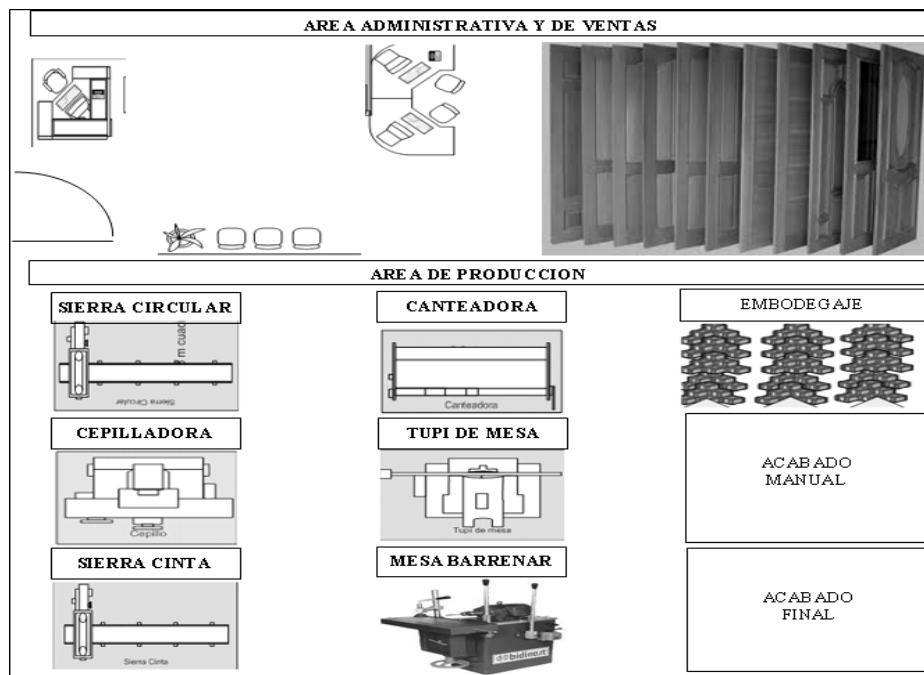 AREA ADMINISTRATIVA Y DE VENTAS
AREA DE PRODUCCION
SIERRA CIRCULAR
CANTEADORA
EMBODEGAJE
Sierra Circular
Canteadora
CEPILLADORA
TUPI DE MESA
ACABADO
MANUAL
Cepillo
Tupi de mesa
SIERRA CINTA
MESA BARRENAR
ACABADO
FINAL
Sierra Cinta